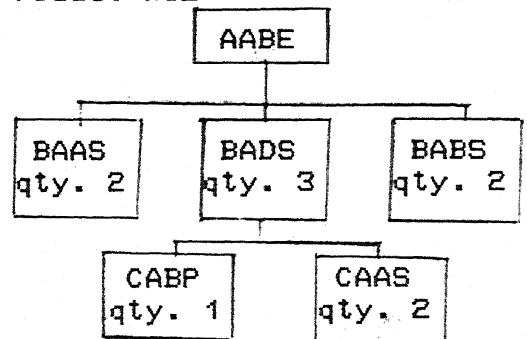 AABE
BAAS
qty. 2
BADS
qty. 3
BABS
qty. 2
CABP
qty. 1
CAAS
qty. 2